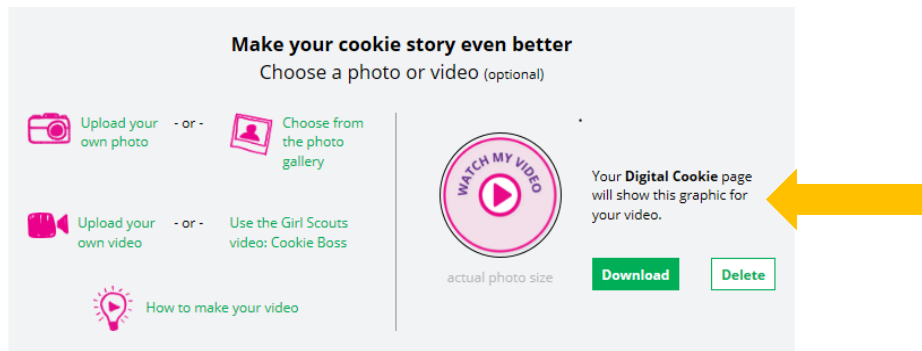 Make your cookie story even better
Choose a photo or video (optional)
Upload your own photo
- or -
Choose from
the photo
gallery
Upload your
own video
- or -
Use the Girl Scouts
video: Cookie Boss
How to make your video
WATCH MY VIDEO
actual photo size
Your Digital Cookie page
will show this graphic for
your video.
Download
Delete